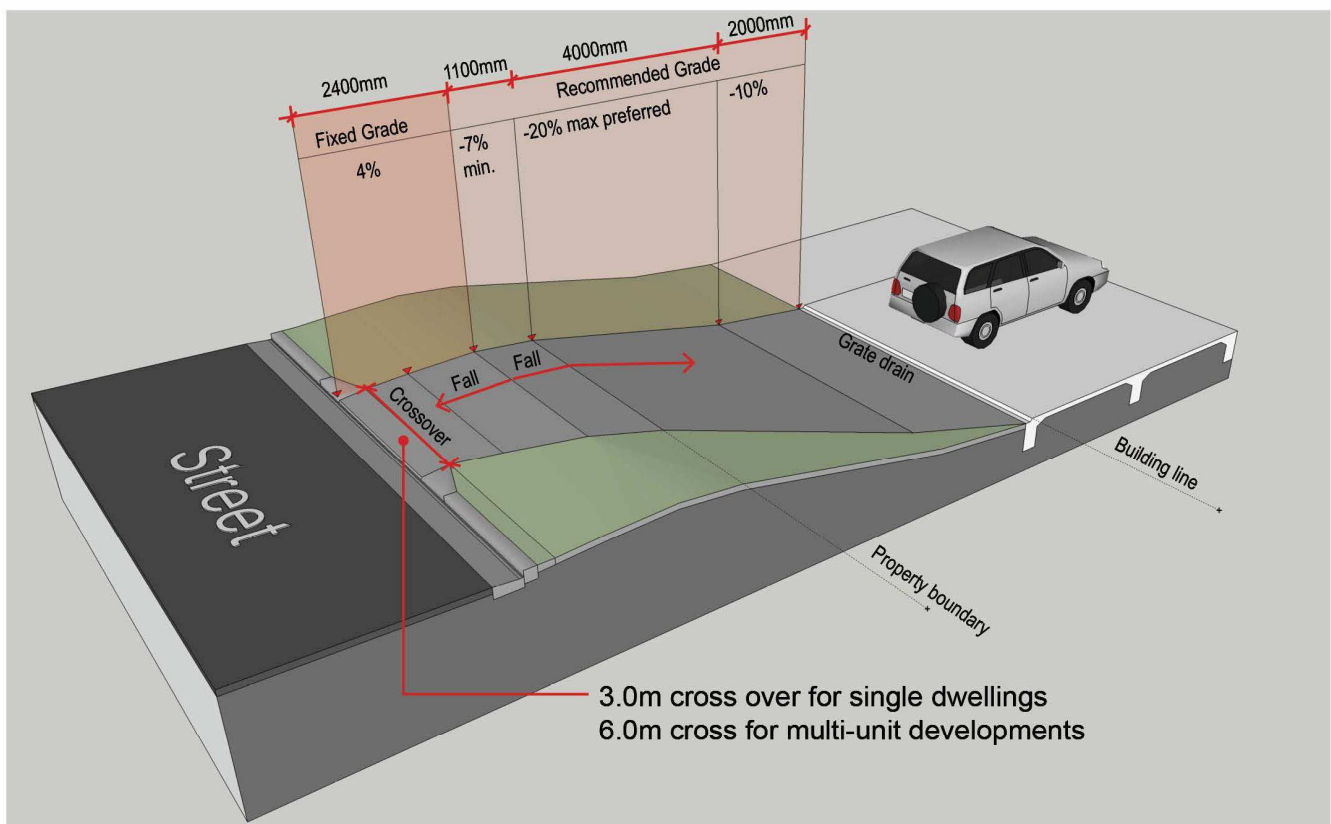 2400mm
1100mm
4000mm
2000mm
Fixed Grade
Recommended Grade
4%
-7%
min.
-20% max preferred
-10%
Fall
Fall
Crossover
Grate drain
Street
Building line
Property boundary
3.0m cross over for single dwellings
6.0m cross for multi-unit developments